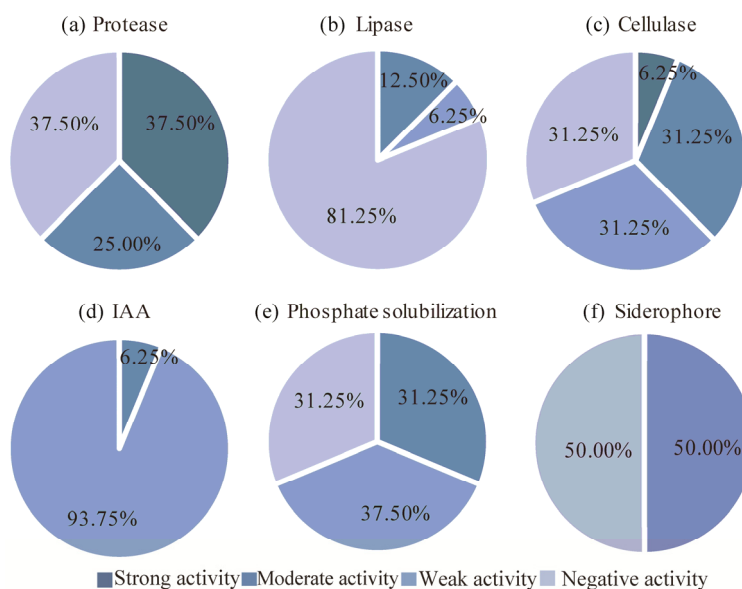 (a) Protease
(b) Lipase
(c) Cellulase
37.50%
37.50%
25.00%
12.50%
6.25%
81.25%
6.25%
31.25%
31.25%
31.25%
(d) IAA
(e) Phosphate solubilization
(f) Siderophore
6.25%
93.75%
31.25%
31.25%
37.50%
50.00%
50.00%
Strong activity Moderate activity Weak activity Negative activity